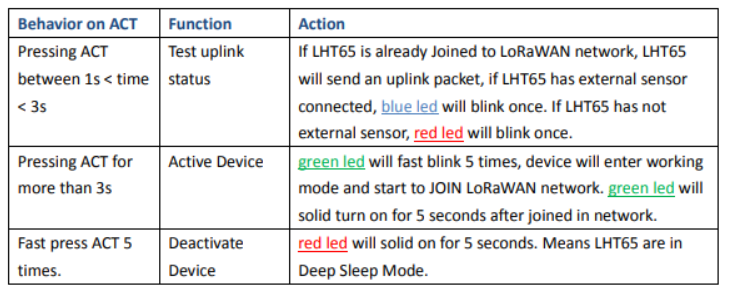 Behavior on ACT Function Action
Pressing ACT Test uplink If LHT65 is already Joined to LoRaWAN network, LHT65
between 1s < time status will send an uplink packet, if LHT65 has external sensor
< 3s connected, blue led will blink once. If LHT65 has not
external sensor, red led will blink once.
Pressing ACT for Active Device green led will fast blink 5 times, device will enter working
more than 3s mode and start to JOIN LoRaWAN network. green led will
solid turn on for 5 seconds after joined in network.
Fast press ACT 5 Deactivate red led will solid on for 5 seconds. Means LHT65 are in
times. Device Deep Sleep Mode.